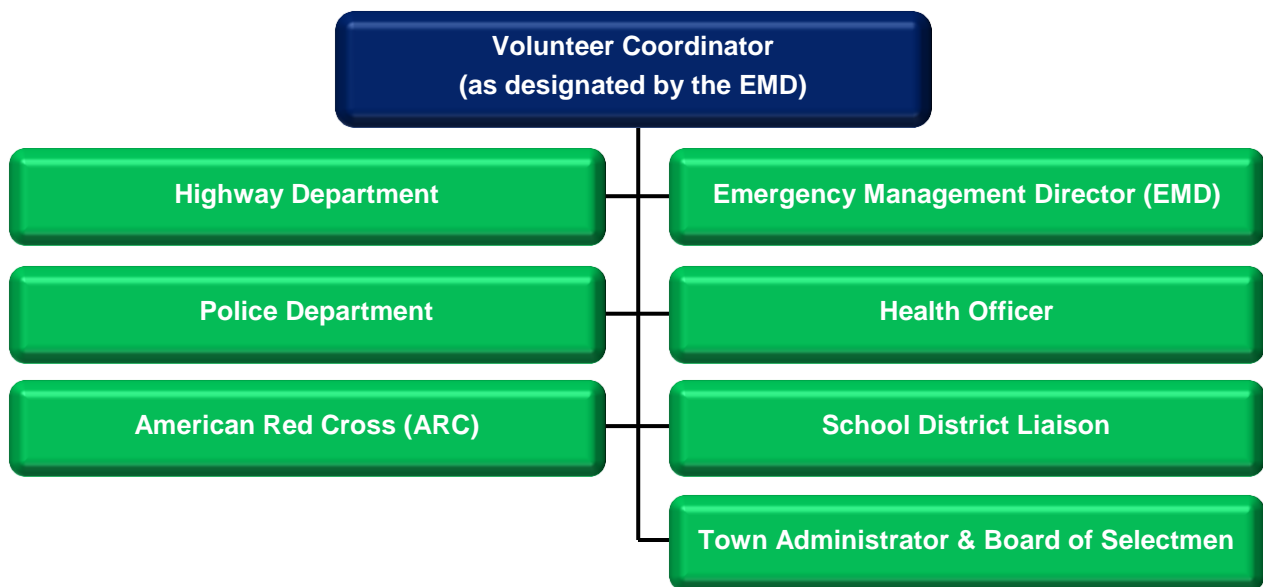 Volunteer Coordinator
(as designated by the EMD)
Highway Department
Emergency Management Director (EMD)
Police Department
Health Officer
American Red Cross (ARC)
School District Liaison
Town Administrator & Board of Selectmen